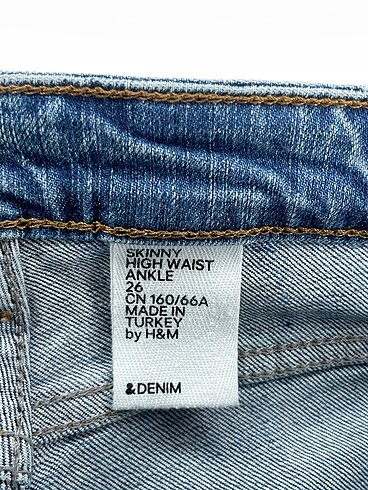 SKINNY
HIGH WAIST
ANKLE
26
CN 160/66A
MADE IN
TURKEY
by H&M
&DENIM